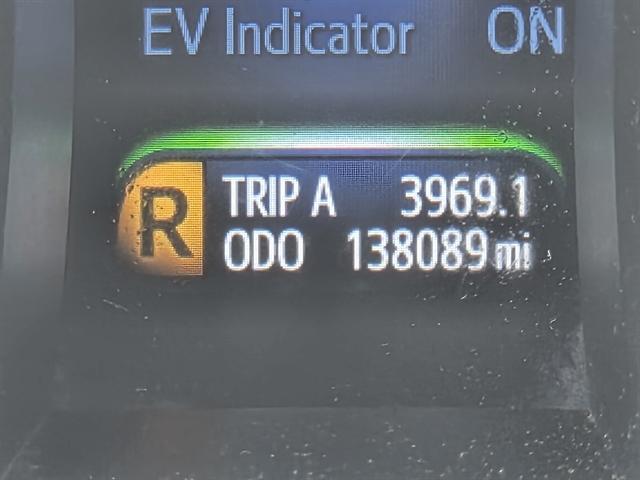 EV Indicator ON
R
TRIP A 3969.1
ODO 138089 mi